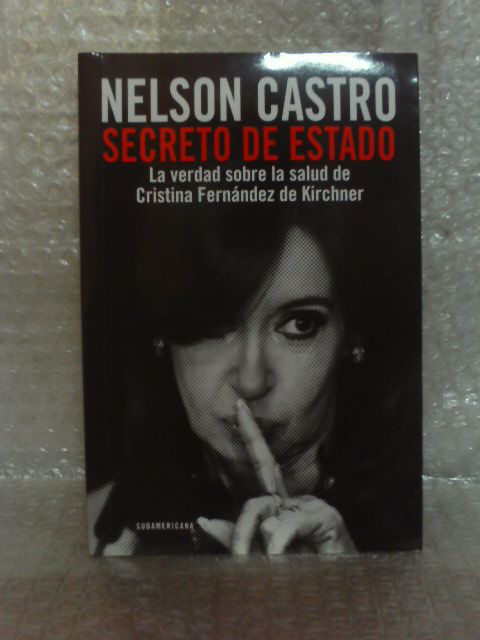 NELSON CASTRO
SECRETO DE ESTADO
La verdad sobre la salud de
Cristina Fernández de Kirchner
SUDAMERICANA